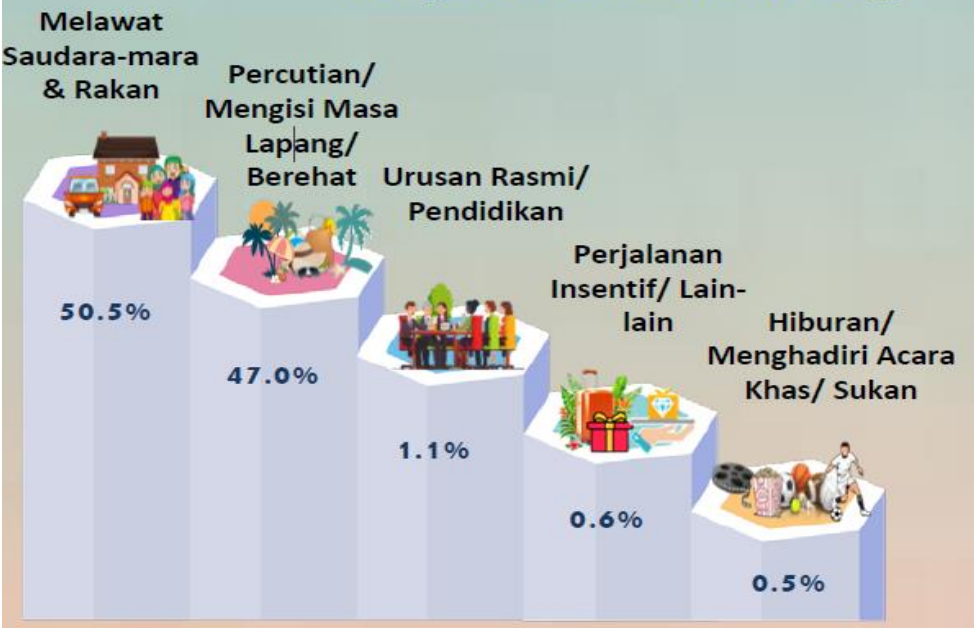 Melawat
Saudara-mara
& Rakan
Percutian/
Mengisi Masa
Lapang/
Berehat
Urusan Rasmi/
Pendidikan
Perjalanan
Insentif/ Lain-
lain
Hiburan/
Menghadiri Acara
Khas/ Sukan
50.5%
47.0%
1.1%
0.6%
0.5%